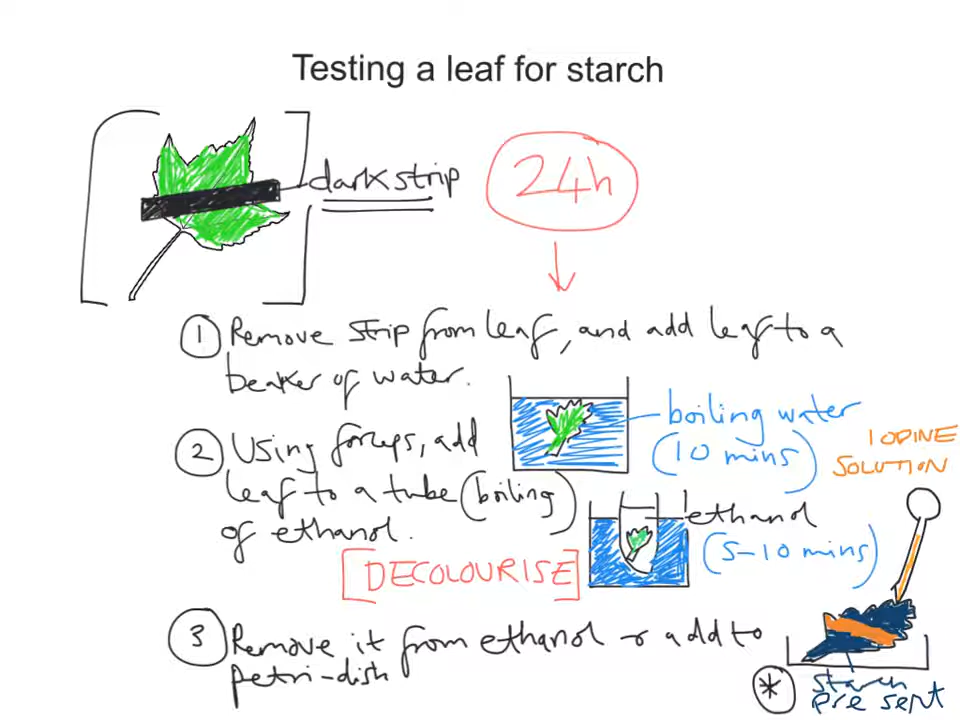 Testing a leaf for starch
dark strip
24h
① Remove strip from leaf, and add leaf to a
beaker of water.
boiling water
(10 mins)
② Using forceps, add
leaf to a tube (boiling)
of ethanol.
ethanol
(5-10 mins)
[DECOLOURISE]
IODINE
SOLUTION
③ Remove it from ethanol & add to
petri-dish
* starch
present